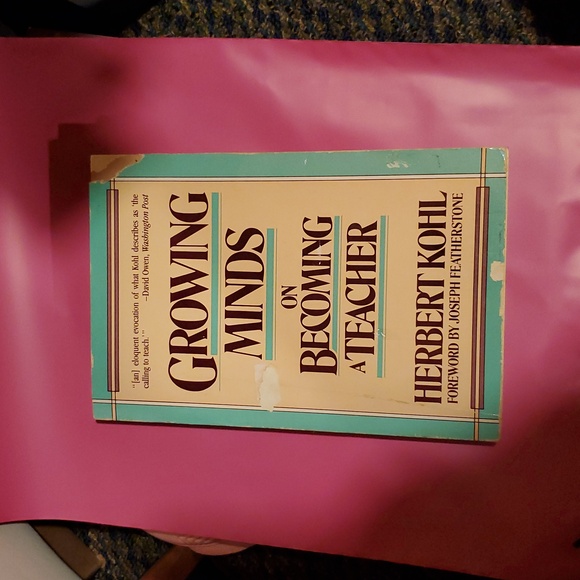 "[an] eloquent evocation of what Kohl describes as 'the
calling to teach.'"
—David Owen, Washington Post
GROWING
MINDS
ON
BECOMING
A TEACHER
HERBERT KOHL
FOREWORD BY JOSEPH FEATHERSTONE